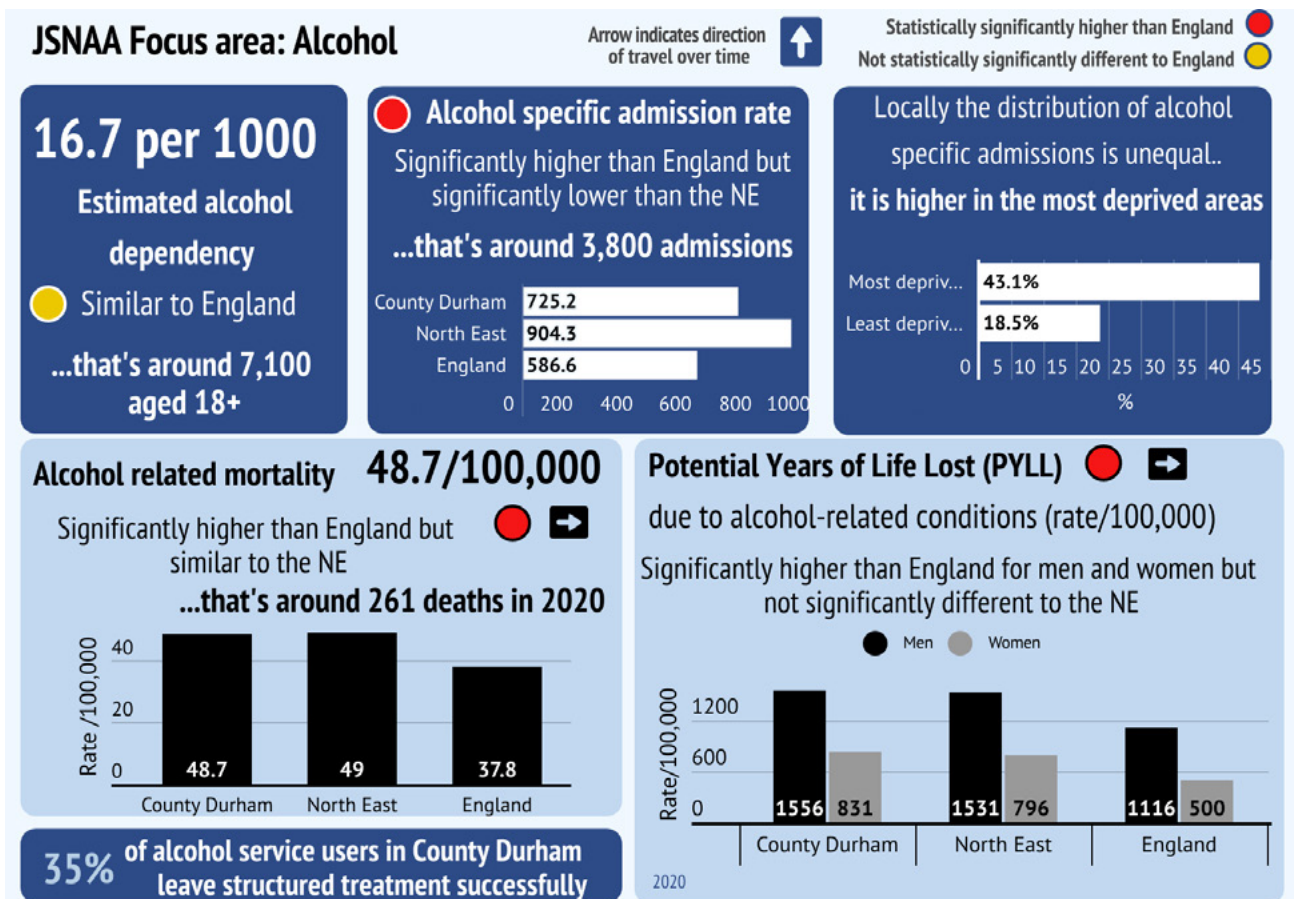 JSNAA Focus area: Alcohol
Arrow indicates direction
of travel over time
Statistically significantly higher than England
Not statistically significantly different to England
16.7 per 1000
Estimated alcohol
dependency
Similar to England
...that's around 7,100
aged 18+
Alcohol specific admission rate
Significantly higher than England but
significantly lower than the NE
...that's around 3,800 admissions
County Durham 725.2
North East 904.3
England 586.6
0 200 400 600 800 1000
Locally the distribution of alcohol
specific admissions is unequal..
it is higher in the most deprived areas
Most depriv... 43.1%
Least depriv... 18.5%
0 5 10 15 20 25 30 35 40 45
%
Alcohol related mortality 48.7/100,000
Significantly higher than England but
similar to the NE
...that's around 261 deaths in 2020
Rate /100,000
40
20
0
48.7 49 37.8
County Durham North East England
35% of alcohol service users in County Durham
leave structured treatment successfully
Potential Years of Life Lost (PYLL)
due to alcohol-related conditions (rate/100,000)
Significantly higher than England for men and women but
not significantly different to the NE
Men Women
Rate/100,000
1200
600
0
1556 831 1531 796 1116 500
County Durham North East England
2020